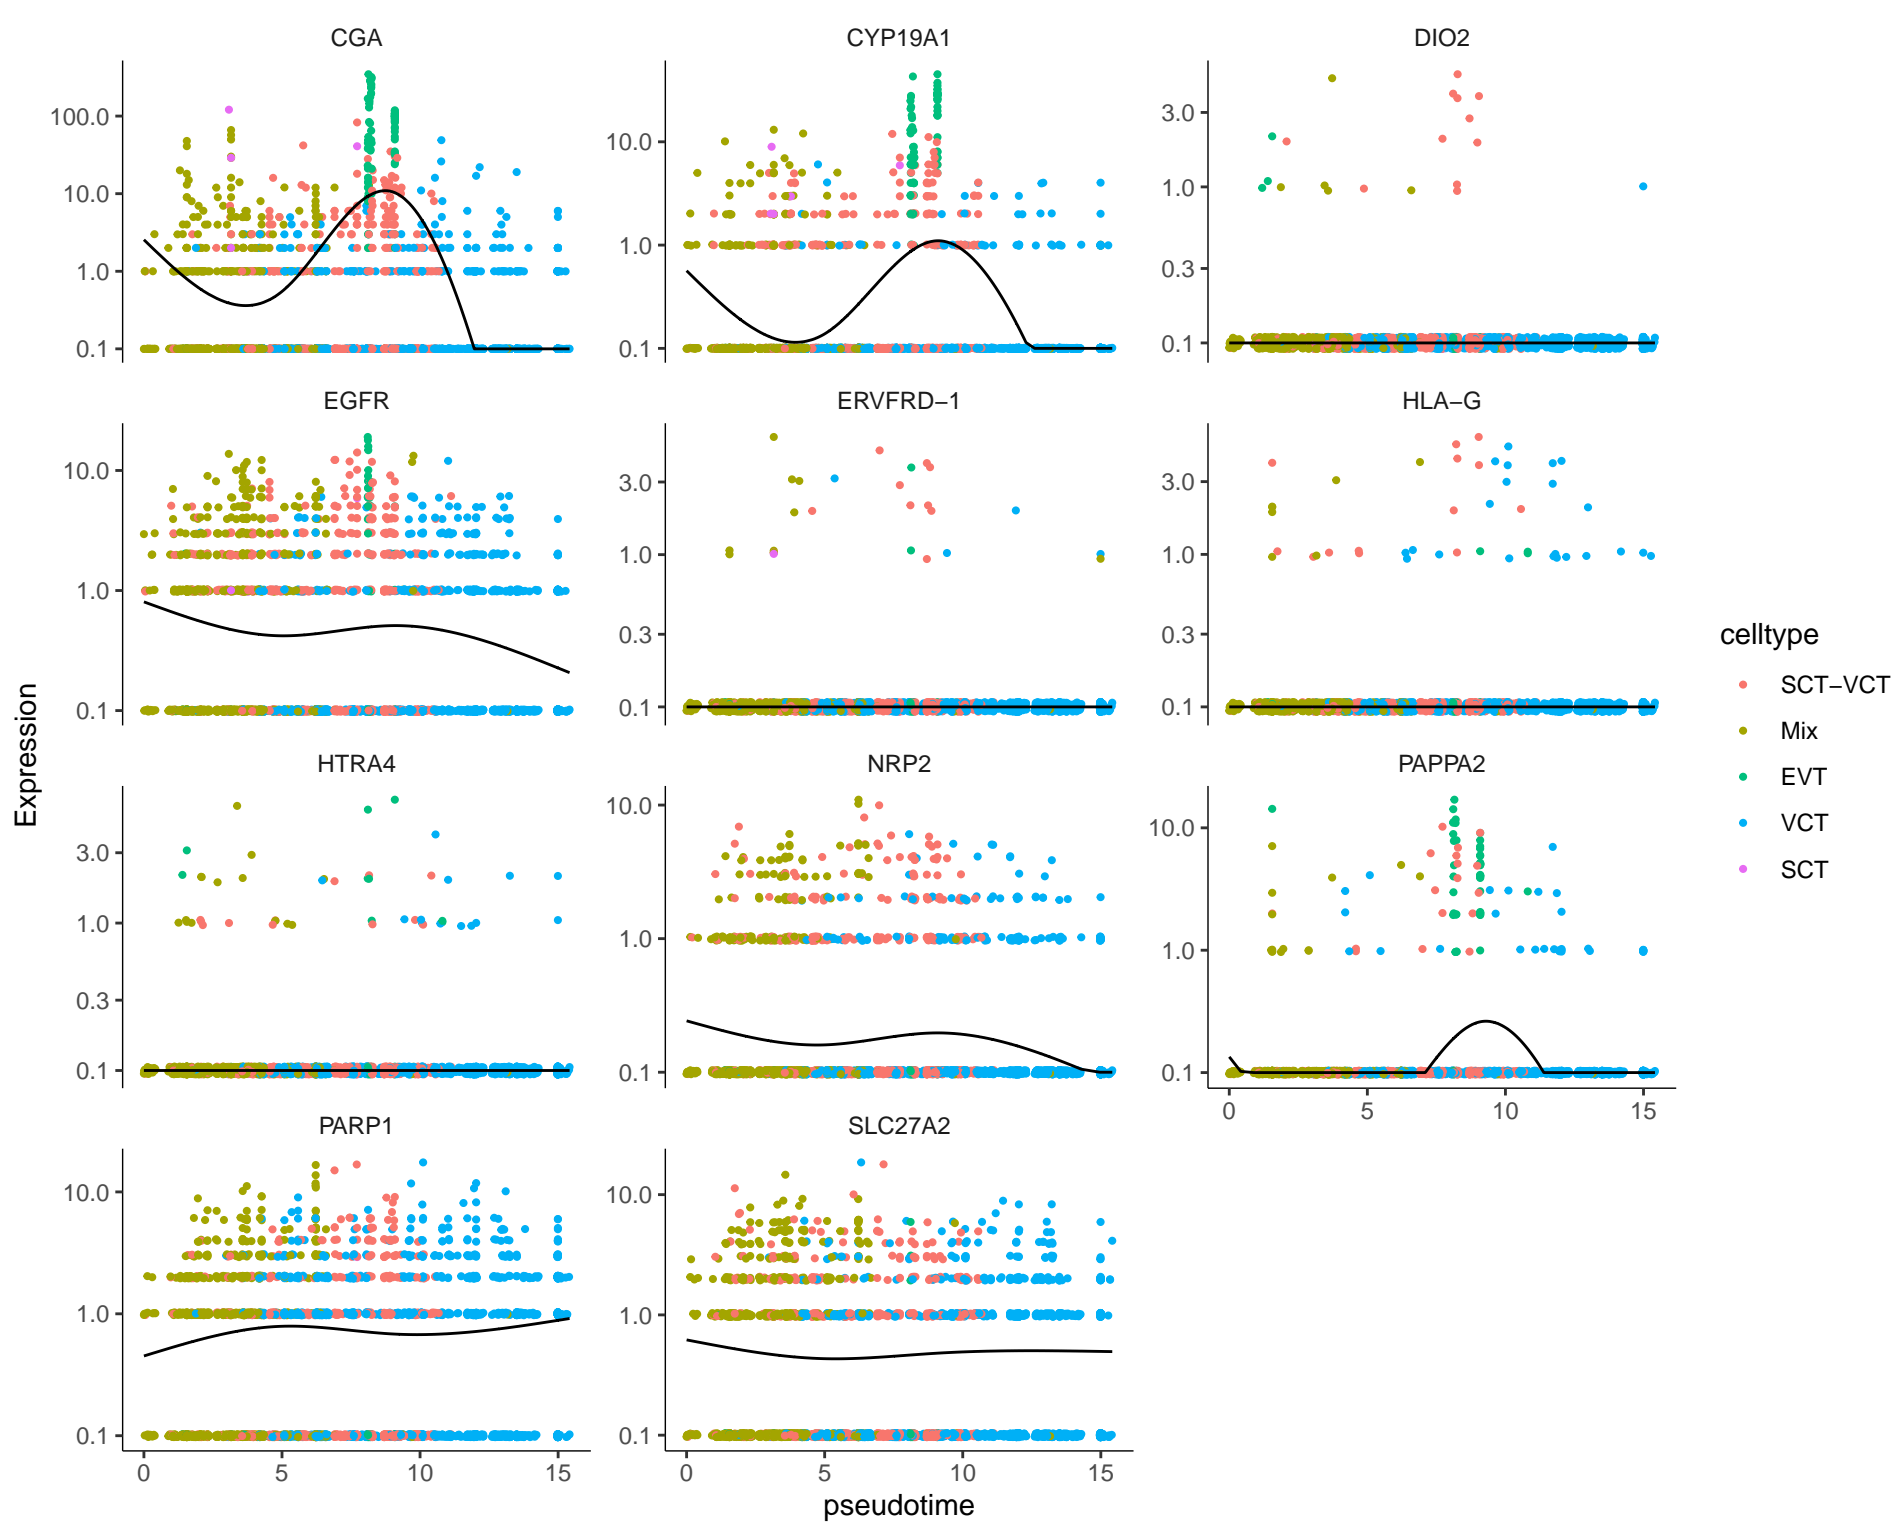 CGA CYP19A1 DIO2
100.0
10.0
1.0
0.1
10.0
1.0
0.1
3.0
1.0
0.3
0.1
EGFR ERVFRD−1 HLA−G
10.0
1.0
0.1
3.0
1.0
0.3
0.1
3.0
1.0
0.3
0.1
HTRA4 NRP2 PAPPA2
3.0
1.0
0.3
0.1
10.0
1.0
0.1
10.0
1.0
0.1
0 5 10 15
PARP1 SLC27A2
10.0
1.0
0.1
10.0
1.0
0.1
0 5 10 15
0 5 10 15
pseudotime
Expression
celltype
SCT−VCT
Mix
EVT
VCT
SCT